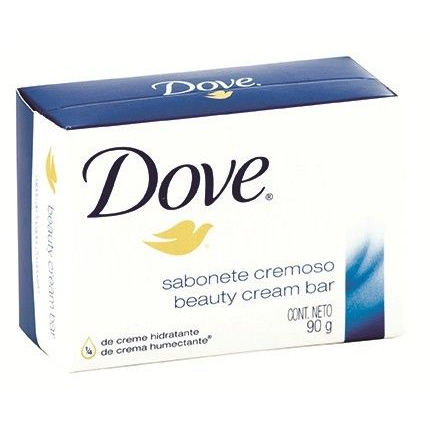 Dove
Dove®
sabonete cremoso
beauty cream bar
CONT. NETO
90 g
¼
de creme hidratante
de crema humectante*
beauty cream bar